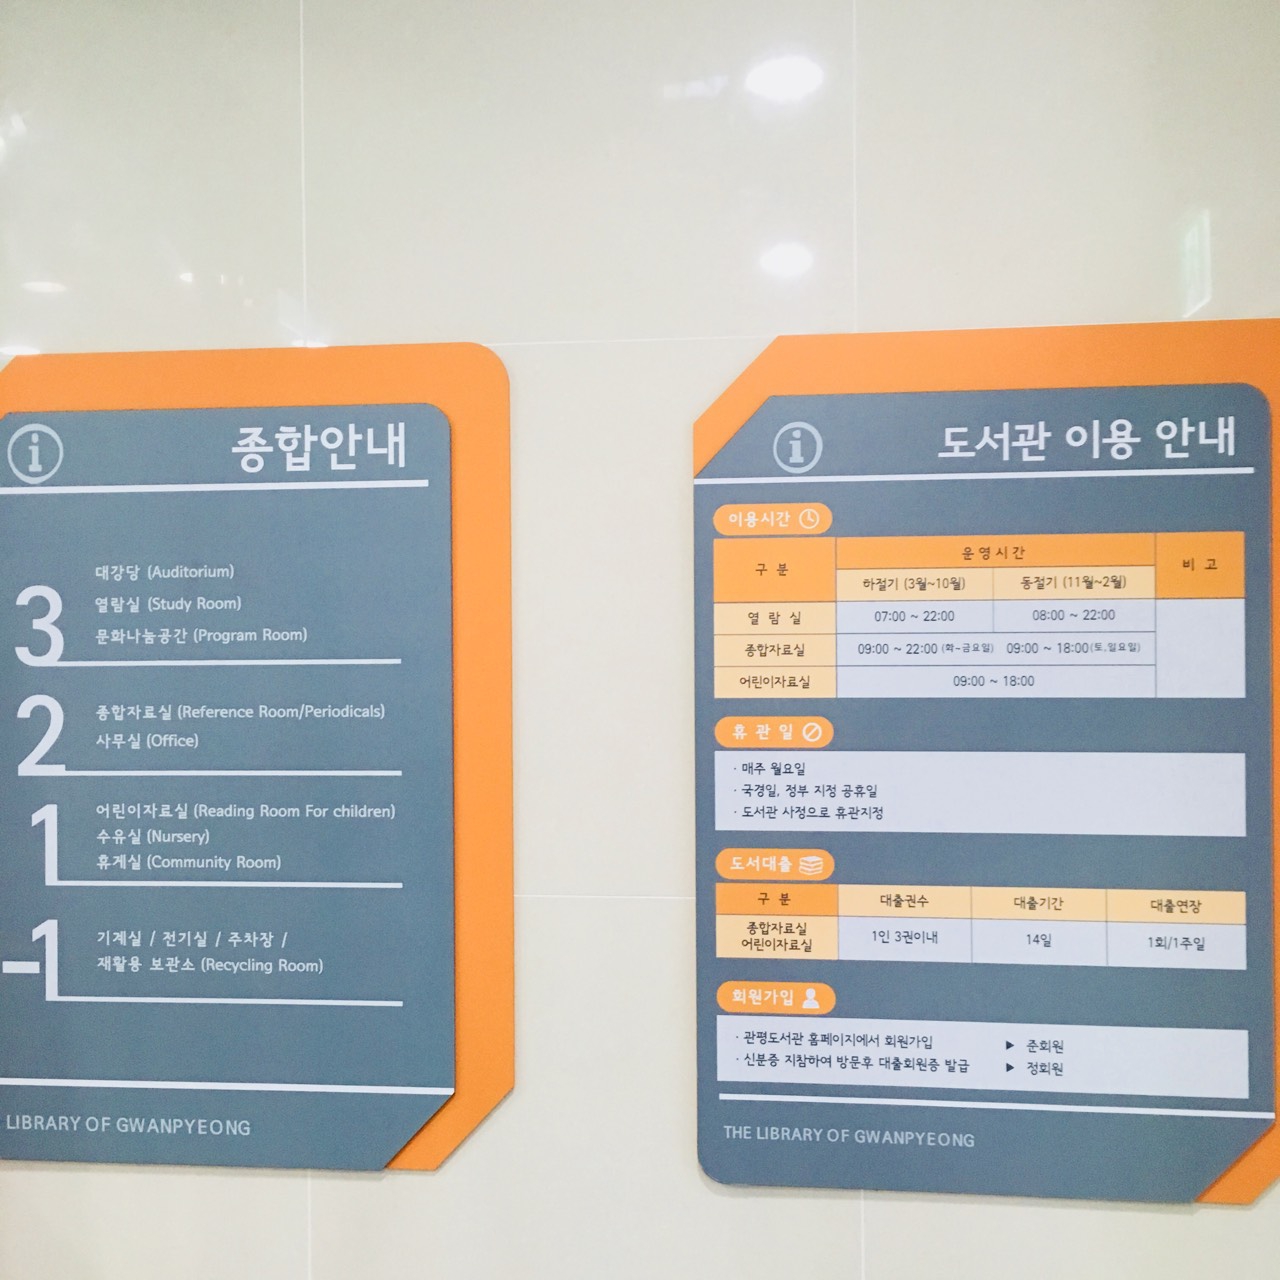 종합안내
3
대강당 (Auditorium)
열람실 (Study Room)
문화나눔공간 (Program Room)
2
종합자료실 (Reference Room/Periodicals)
사무실 (Office)
1
어린이자료실 (Reading Room For children)
수유실 (Nursery)
휴게실 (Community Room)
-1
기계실 / 전기실 / 주차장 /
재활용 보관소 (Recycling Room)
LIBRARY OF GWANPYEONG
도서관 이용 안내
이용시간
구 분 운영시간 비 고
하절기 (3월~10월) 동절기 (11월~2월)
열 람 실 07:00 ~ 22:00 08:00 ~ 22:00
종합자료실 09:00 ~ 22:00 (화~금요일) 09:00 ~ 18:00(토,일요일)
어린이자료실 09:00 ~ 18:00
휴 관 일
· 매주 월요일
· 국경일, 정부 지정 공휴일
· 도서관 사정으로 휴관지정
도서대출
구 분 대출권수 대출기간 대출연장
종합자료실
어린이자료실 1인 3권이내 14일 1회/1주일
회원가입
· 관평도서관 홈페이지에서 회원가입 ▶ 준회원
· 신분증 지참하여 방문후 대출회원증 발급 ▶ 정회원
THE LIBRARY OF GWANPYEONG